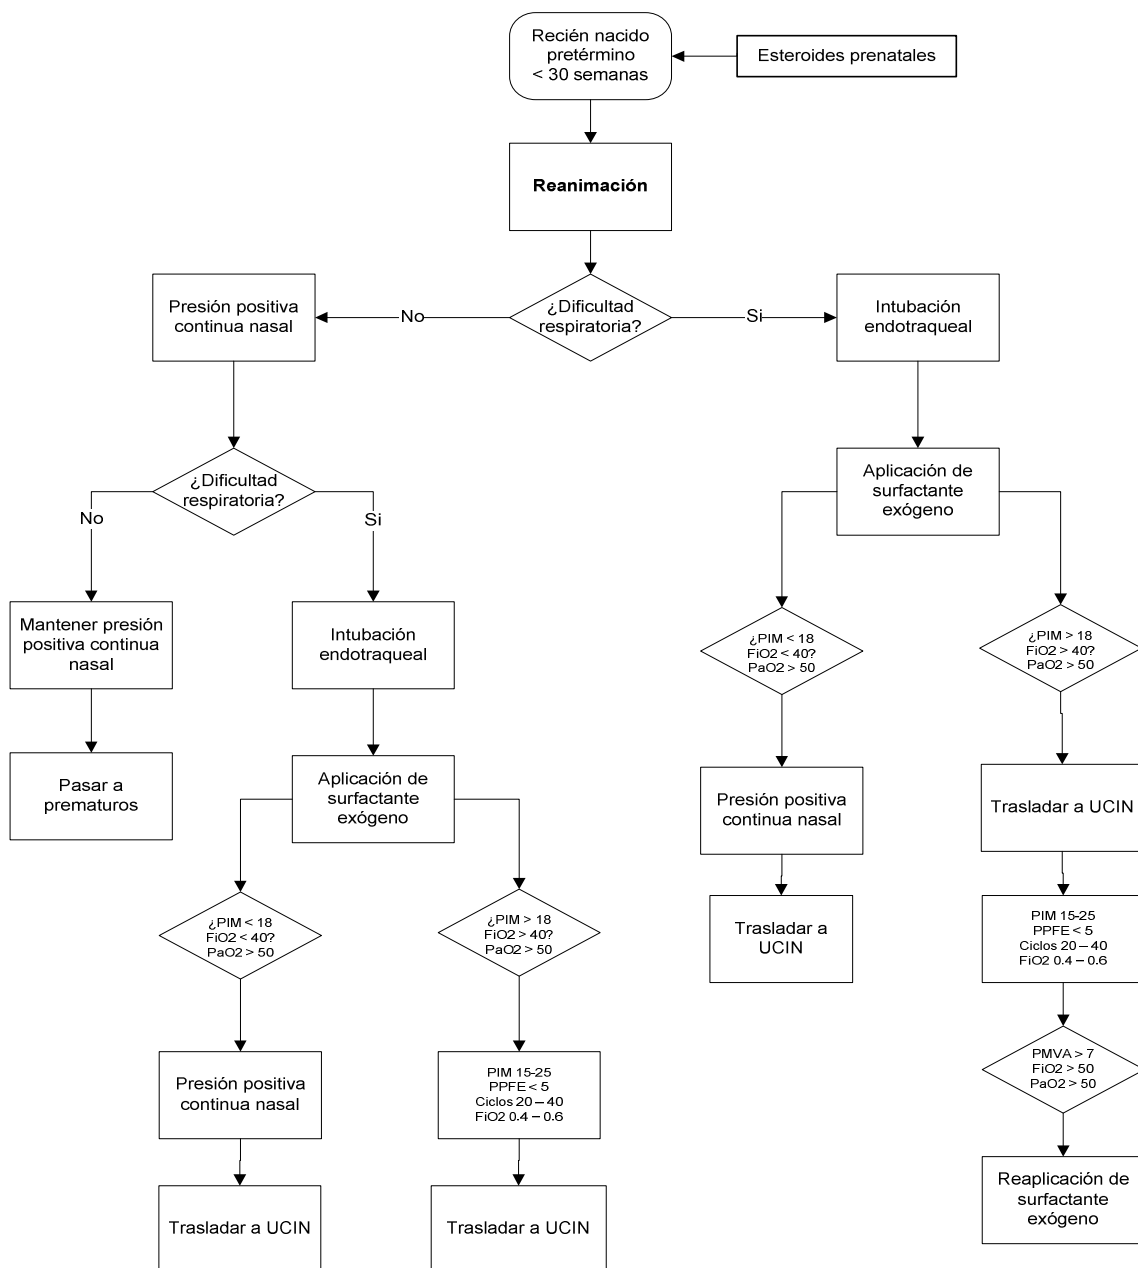 Recién nacido
pretérmino
< 30 semanas
Esteroides prenatales
Reanimación
¿Dificultad
respiratoria?
No
Si
Presión positiva
continua nasal
Intubación
endotraqueal
¿Dificultad
respiratoria?
No
Si
Aplicación de
surfactante
exógeno
Mantener presión
positiva continua
nasal
Intubación
endotraqueal
¿PIM < 18
FiO2 < 40?
PaO2 > 50
¿PIM > 18
FiO2 > 40?
PaO2 > 50
Pasar a
prematuros
Aplicación de
surfactante
exógeno
Presión positiva
continua nasal
Trasladar a UCIN
¿PIM < 18
FiO2 < 40?
PaO2 > 50
¿PIM > 18
FiO2 > 40?
PaO2 > 50
Trasladar a
UCIN
PIM 15-25
PPFE < 5
Ciclos 20 – 40
FiO2 0.4 – 0.6
Presión positiva
continua nasal
PIM 15-25
PPFE < 5
Ciclos 20 – 40
FiO2 0.4 – 0.6
PMVA > 7
FiO2 > 50
PaO2 > 50
Trasladar a UCIN
Trasladar a UCIN
Reaplicación de
surfactante
exógeno